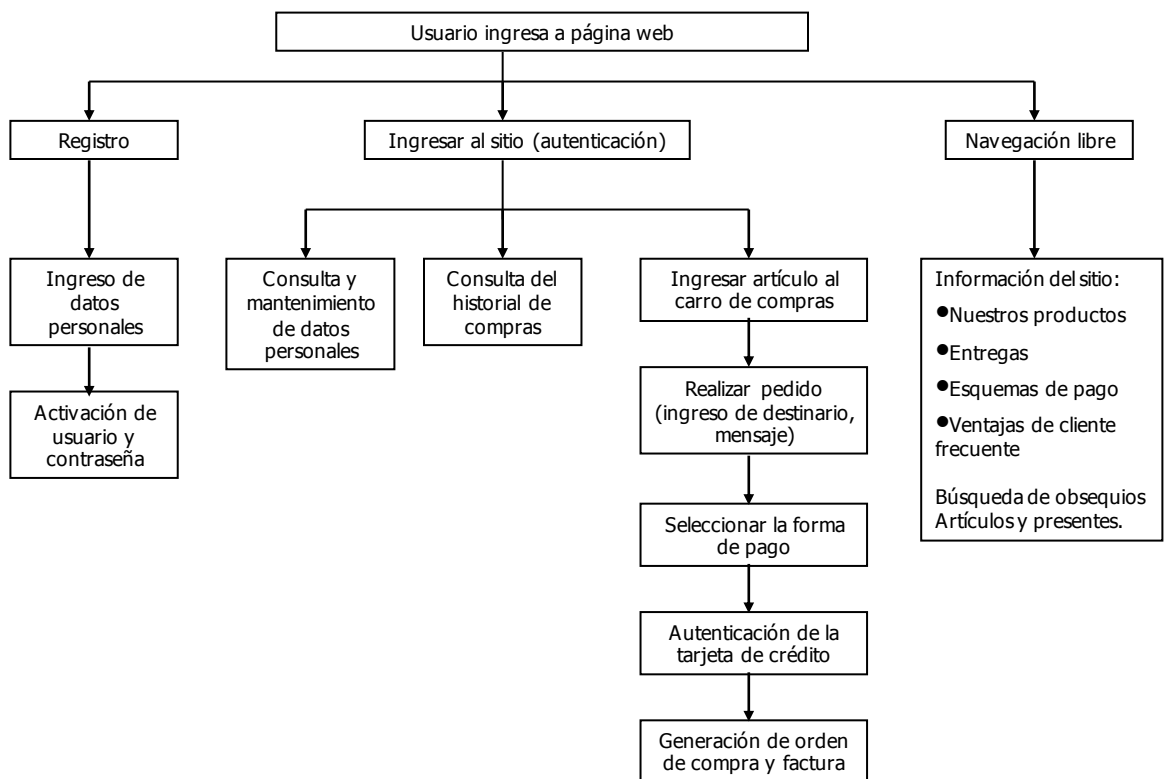 Usuario ingresa a página web
Registro
Ingresar al sitio (autenticación)
Navegación libre
Ingreso de
datos
personales
Activación de
usuario y
contraseña
Consulta y
mantenimiento
de datos
personales
Consulta del
historial de
compras
Ingresar artículo al
carro de compras
Realizar pedido
(ingreso de destinario,
mensaje)
Seleccionar la forma
de pago
Autenticación de la
tarjeta de crédito
Generación de orden
de compra y factura
Información del sitio:
●Nuestros productos
●Entregas
●Esquemas de pago
●Ventajas de cliente
frecuente
Búsqueda de obsequios
Artículos y presentes.